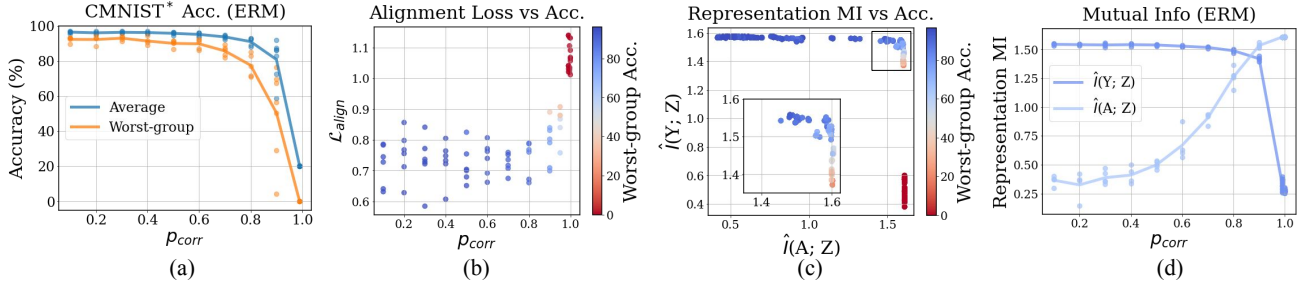 CMNIST* Acc. (ERM)
Accuracy (%)
100
80
60
40
20
0
Average
Worst-group
0.2 0.4 0.6 0.8 1.0
p_corr
(a)
Alignment Loss vs Acc.
ℒ_align
1.1
1.0
0.9
0.8
0.7
0.6
0.2 0.4 0.6 0.8 1.0
p_corr
80
60
40
20
0
Worst-group Acc.
(b)
Representation MI vs Acc.
Î(Y; Z)
1.6
1.4
1.2
1.0
0.8
0.6
0.4
1.6
1.5
1.4
1.4 1.6
0.5 1.0 1.5
Î(A; Z)
80
60
40
20
0
Worst-group Acc.
(c)
Mutual Info (ERM)
Representation MI
1.50
1.25
1.00
0.75
0.50
0.25
Î(Y; Z)
Î(A; Z)
0.2 0.4 0.6 0.8 1.0
p_corr
(d)